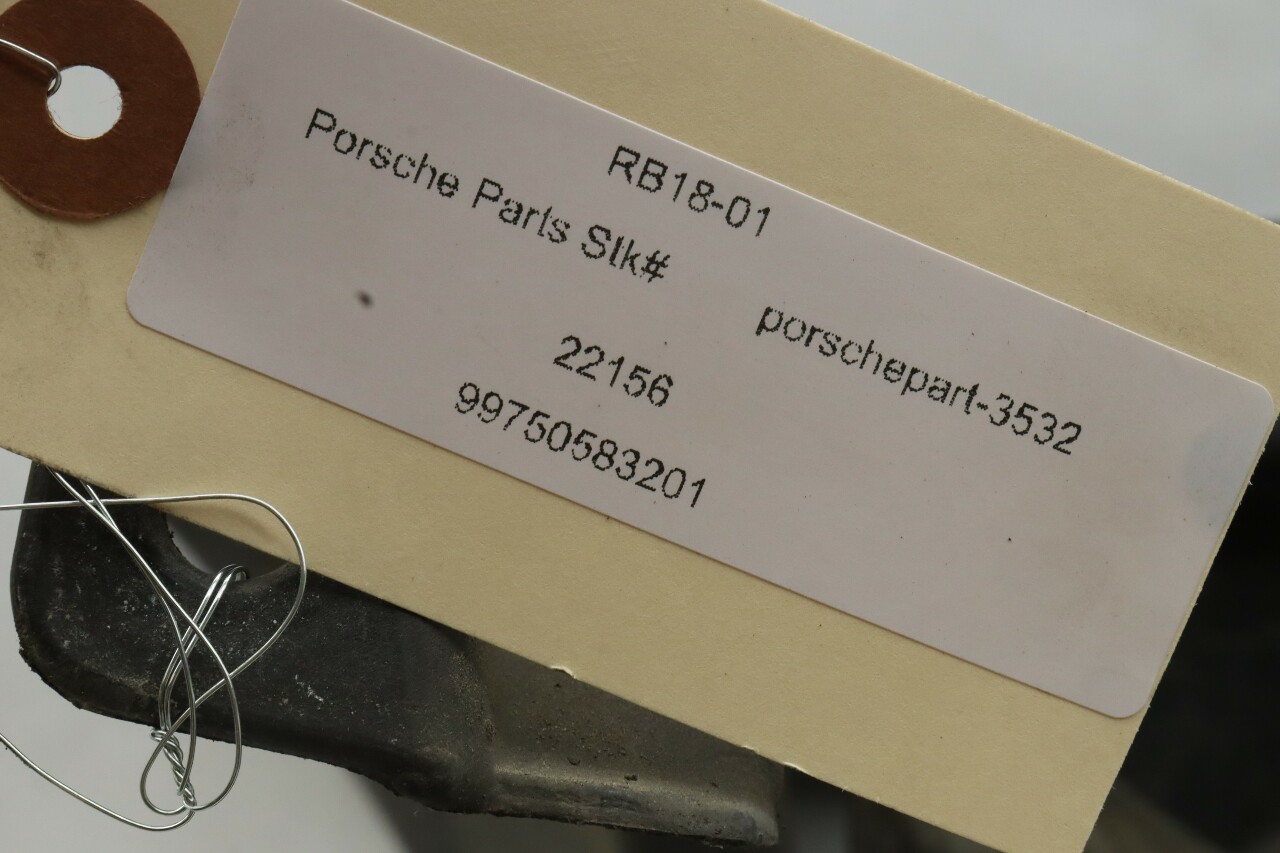 RB18-01
Porsche Parts Stk#
porschepart-3532
22156
99750583201